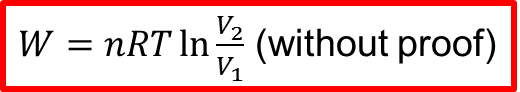 W = nRT ln V₂/V₁ (without proof)